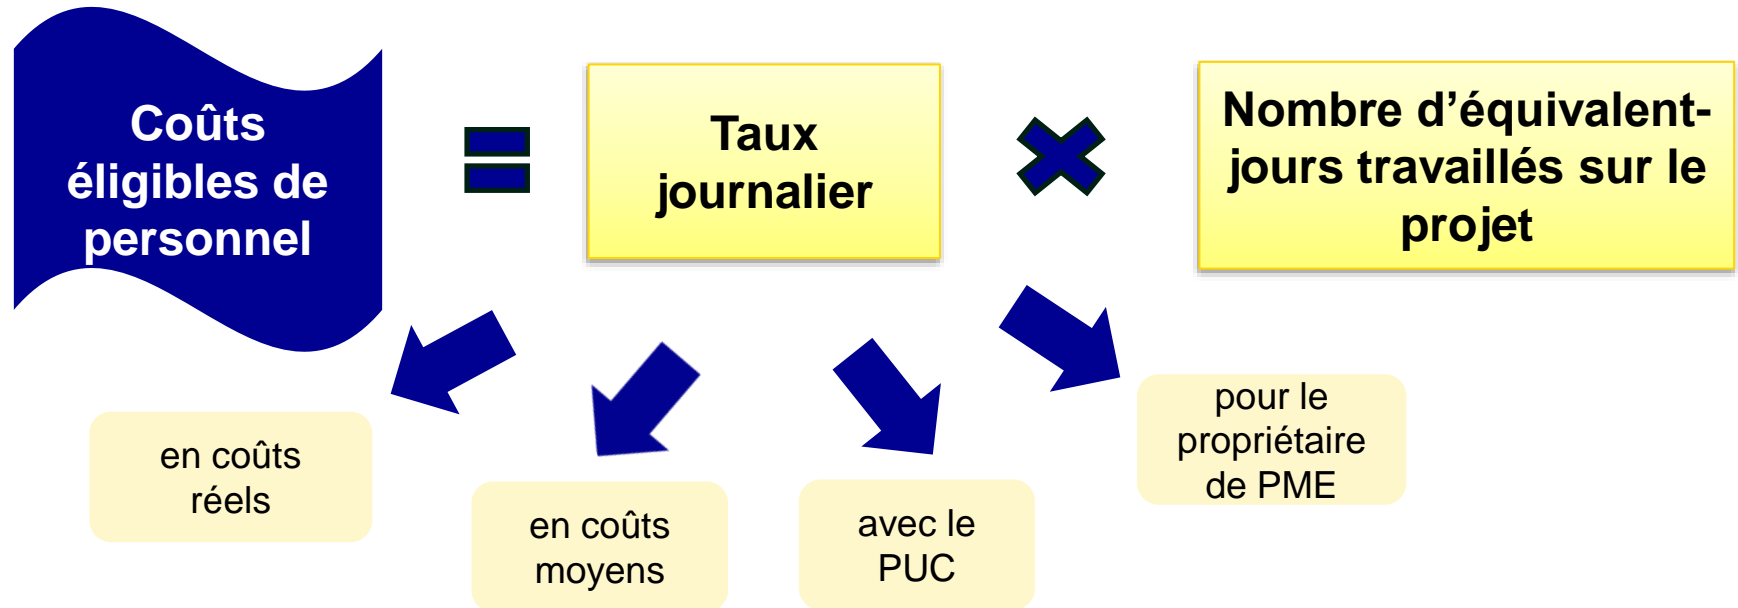 Coûts
éligibles de
personnel
Taux
journalier
Nombre d’équivalent-
jours travaillés sur le
projet
en coûts
réels
en coûts
moyens
avec le
PUC
pour le
propriétaire
de PME